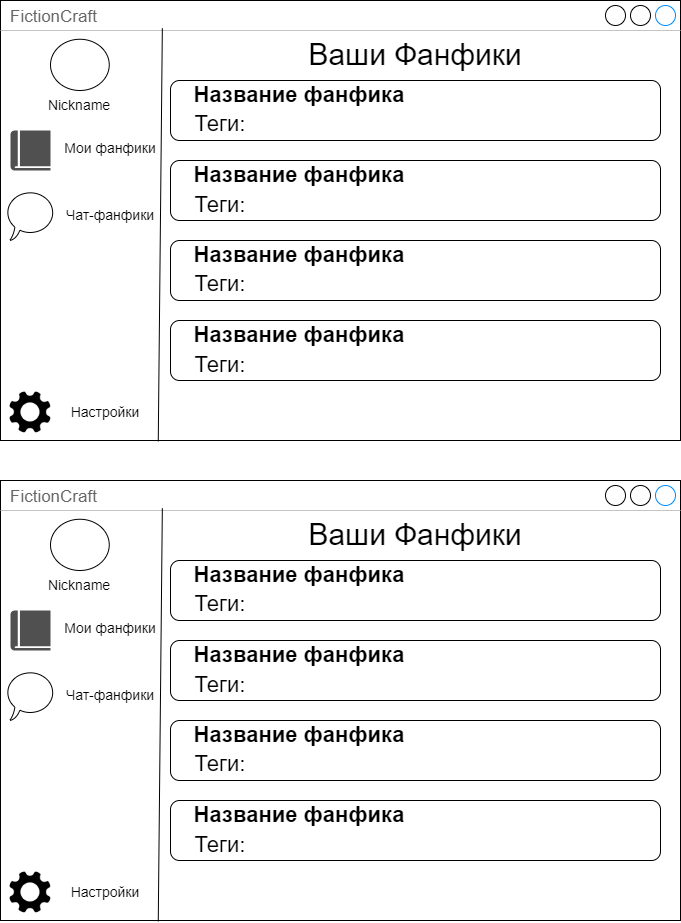 FictionCraft
Nickname
Мои фанфики
Чат-фанфики
Настройки
Ваши Фанфики
Название фанфика
Теги:
Название фанфика
Теги:
Название фанфика
Теги:
Название фанфика
Теги:
FictionCraft
Nickname
Мои фанфики
Чат-фанфики
Настройки
Ваши Фанфики
Название фанфика
Теги:
Название фанфика
Теги:
Название фанфика
Теги:
Название фанфика
Теги: